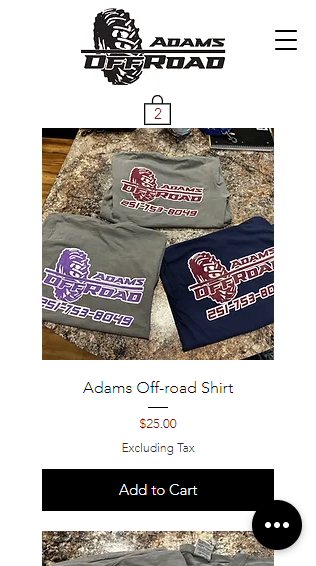 ADAMS
OFFROAD
2
ADAMS
OFFROAD
251-753-8049
ADAMS
OFFROAD
251-753-8049
ADAMS
OFFROAD
251-753-80
Adams Off-road Shirt
$25.00
Excluding Tax
Add to Cart